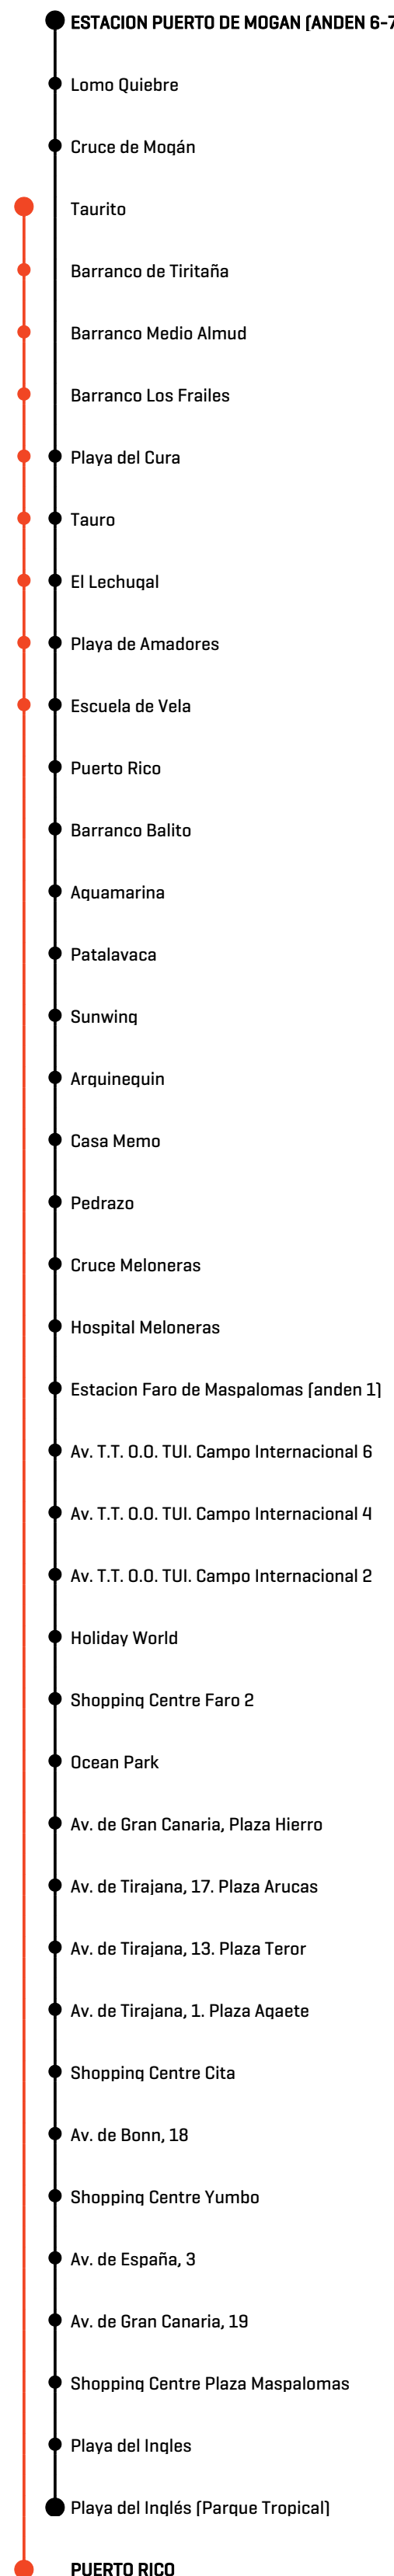 ESTACION PUERTO DE MOGAN (ANDEN 6-7
Lomo Quiebre
Cruce de Mogán
Taurito
Barranco de Tiritaña
Barranco Medio Almud
Barranco Los Frailes
Playa del Cura
Tauro
El Lechugal
Playa de Amadores
Escuela de Vela
Puerto Rico
Barranco Balito
Aquamarina
Patalavaca
Sunwing
Arguineguin
Casa Memo
Pedrazo
Cruce Meloneras
Hospital Meloneras
Estacion Faro de Maspalomas (anden 1)
Av. T.T. O.O. TUI. Campo Internacional 6
Av. T.T. O.O. TUI. Campo Internacional 4
Av. T.T. O.O. TUI. Campo Internacional 2
Holiday World
Shopping Centre Faro 2
Ocean Park
Av. de Gran Canaria, Plaza Hierro
Av. de Tirajana, 17. Plaza Arucas
Av. de Tirajana, 13. Plaza Teror
Av. de Tirajana, 1. Plaza Agaete
Shopping Centre Cita
Av. de Bonn, 18
Shopping Centre Yumbo
Av. de España, 3
Av. de Gran Canaria, 19
Shopping Centre Plaza Maspalomas
Playa del Ingles
Playa del Inglés (Parque Tropical)
PUERTO RICO